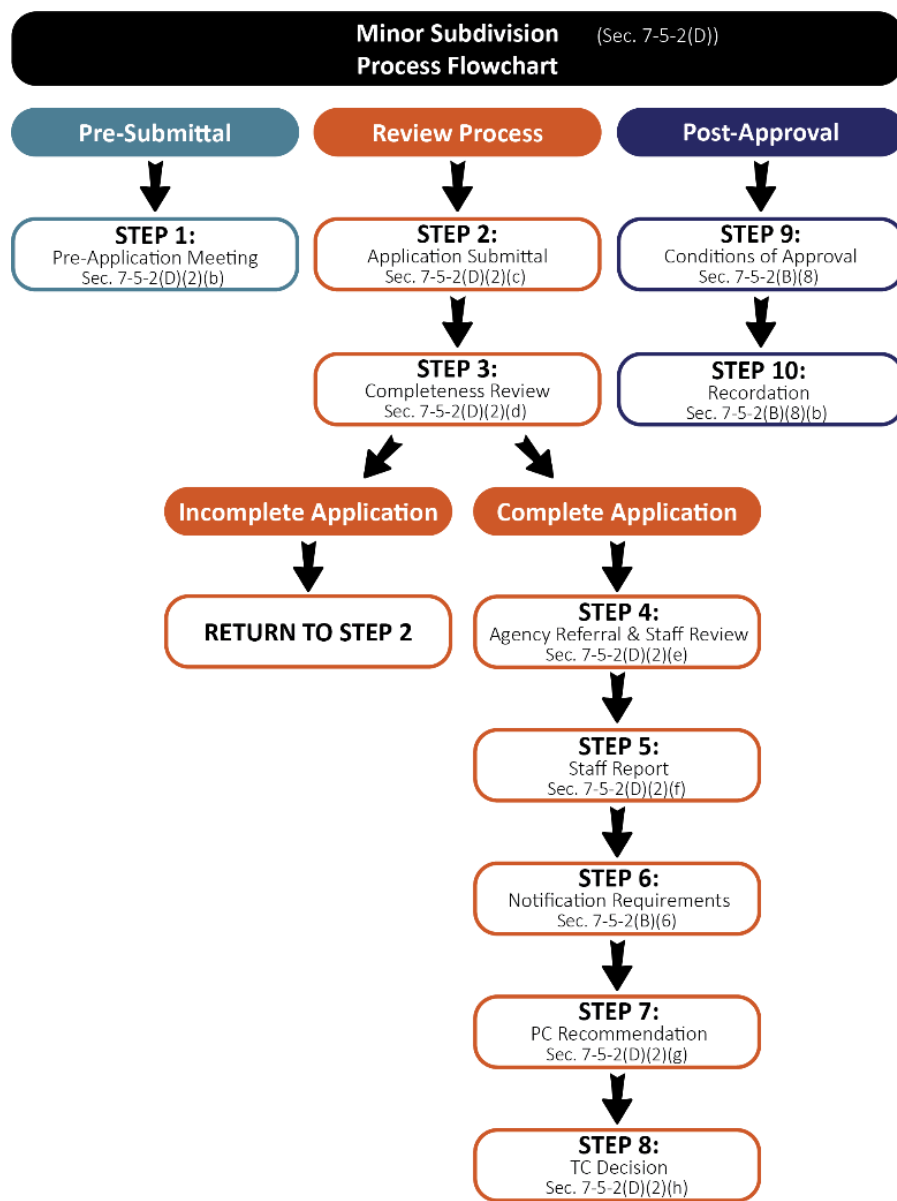 Minor Subdivision (Sec. 7-5-2(D))
Process Flowchart
Pre-Submittal
Review Process
Post-Approval
STEP 1:
Pre-Application Meeting
Sec. 7-5-2(D)(2)(b)
STEP 2:
Application Submittal
Sec. 7-5-2(D)(2)(c)
STEP 9:
Conditions of Approval
Sec. 7-5-2(B)(8)
STEP 3:
Completeness Review
Sec. 7-5-2(D)(2)(d)
STEP 10:
Recordation
Sec. 7-5-2(B)(8)(b)
Incomplete Application
Complete Application
RETURN TO STEP 2
STEP 4:
Agency Referral & Staff Review
Sec. 7-5-2(D)(2)(e)
STEP 5:
Staff Report
Sec. 7-5-2(D)(2)(f)
STEP 6:
Notification Requirements
Sec. 7-5-2(B)(6)
STEP 7:
PC Recommendation
Sec. 7-5-2(D)(2)(g)
STEP 8:
TC Decision
Sec. 7-5-2(D)(2)(h)